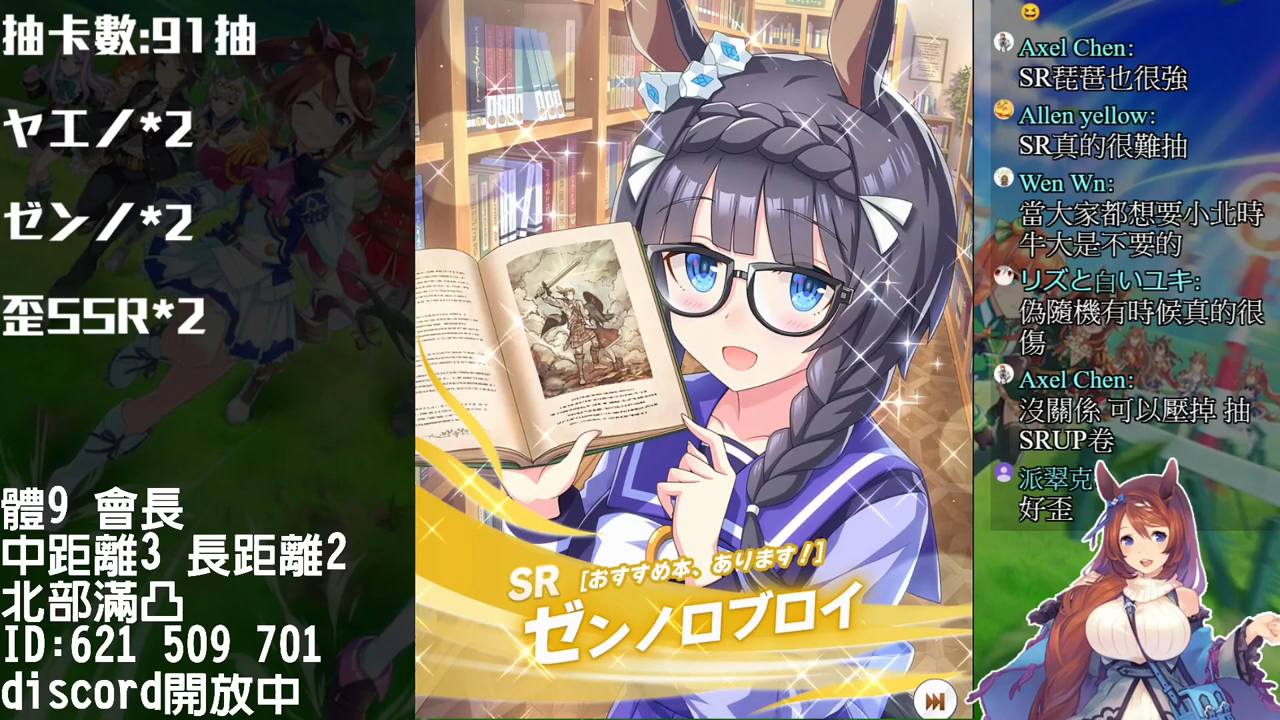 抽卡數:91抽
ヤエノ*2
ゼンノ*2
歪SSR*2
體9 會長
中距離3 長距離2
北部滿凸
ID:621 509 701
discord開放中
SR [おすすめ本、あります!]
ゼンノロブロイ
Axel Chen:
SR琵琶也很強
Allen yellow:
SR真的很難抽
Wen Wn:
當大家都想要小北時
牛大是不要的
リズと白いユキ:
偽隨機有時候真的很
傷
Axel Chen:
沒關係 可以壓掉 抽
SRUP卷
派翠克
好歪